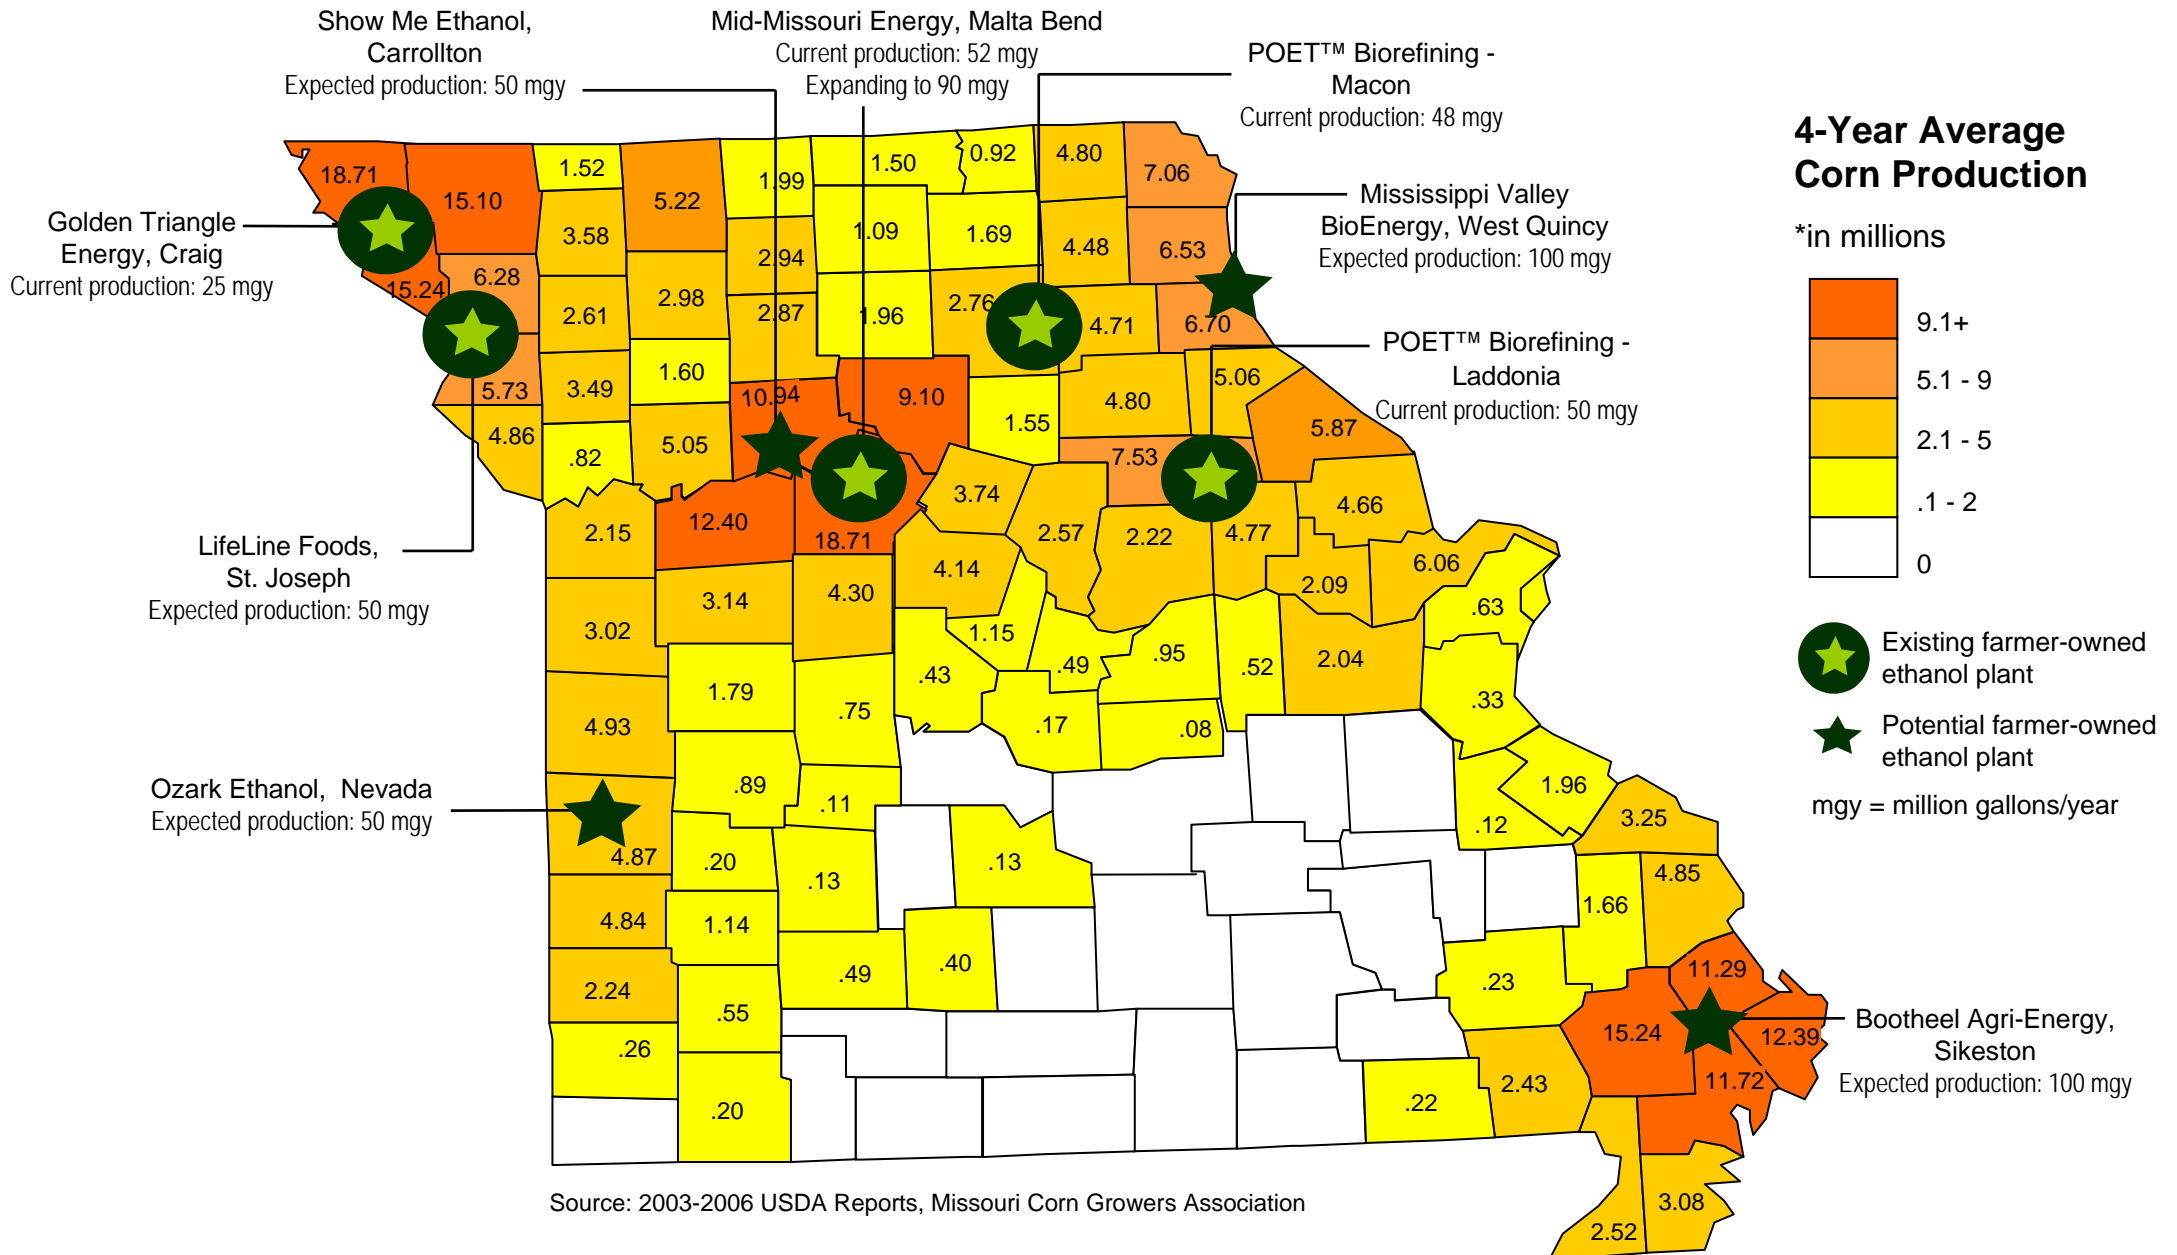 Show Me Ethanol,
Carrollton
Expected production: 50 mgy
Mid-Missouri Energy, Malta Bend
Current production: 52 mgy
Expanding to 90 mgy
POET™ Biorefining -
Macon
Current production: 48 mgy
4-Year Average
Corn Production
*in millions
9.1+
5.1 - 9
2.1 - 5
.1 - 2
0
Existing farmer-owned
ethanol plant
Potential farmer-owned
ethanol plant
mgy = million gallons/year
Golden Triangle
Energy, Craig
Current production: 25 mgy
Mississippi Valley
BioEnergy, West Quincy
Expected production: 100 mgy
POET™ Biorefining -
Laddonia
Current production: 50 mgy
LifeLine Foods,
St. Joseph
Expected production: 50 mgy
Ozark Ethanol,  Nevada
Expected production: 50 mgy
Bootheel Agri-Energy,
Sikeston
Expected production: 100 mgy
18.71
15.10
1.52
5.22
1.99
1.50
0.92
4.80
7.06
3.58
2.94
1.09
1.69
4.48
6.53
15.24
6.28
2.61
2.98
2.87
1.96
2.76
4.71
6.70
5.73
3.49
1.60
10.94
9.10
1.55
4.80
5.06
5.87
4.86
.82
5.05
7.53
3.74
4.66
2.15
12.40
18.71
2.57
2.22
4.77
6.06
4.14
2.09
3.02
3.14
4.30
1.15
.63
.43
.49
.95
.52
2.04
4.93
1.79
.75
.17
.08
.33
.89
.11
1.96
.12
3.25
4.87
.20
.13
.13
4.85
4.84
1.14
1.66
2.24
.49
.40
.23
11.29
.55
15.24
12.39
.26
2.43
11.72
.20
.22
3.08
2.52
Source: 2003-2006 USDA Reports, Missouri Corn Growers Association